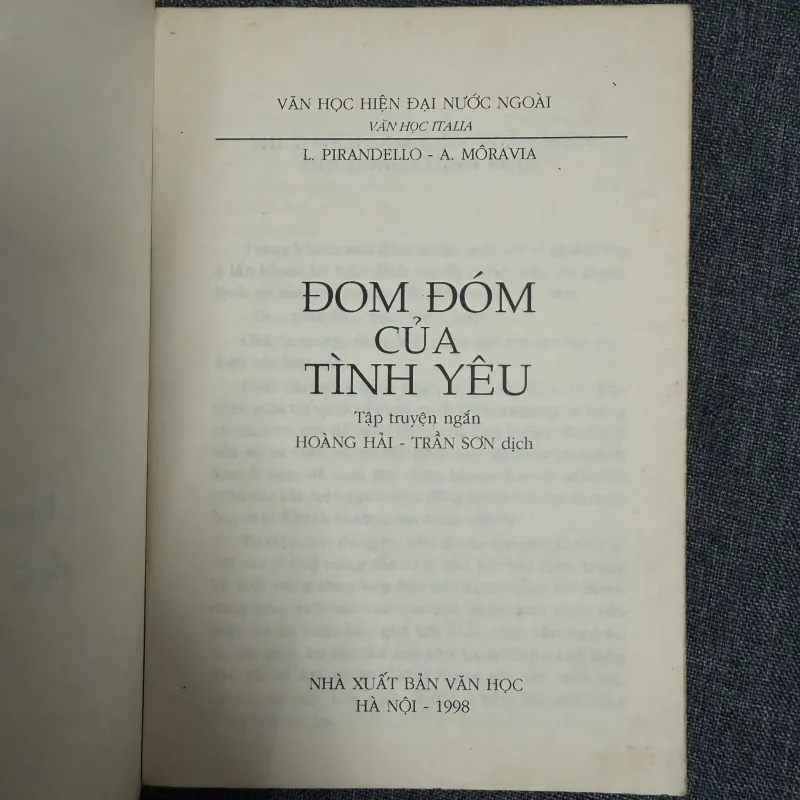 VĂN HỌC HIỆN ĐẠI NƯỚC NGOÀI
VĂN HỌC ITALIA
L. PIRANDELLO - A. MÔRAVIA
ĐOM ĐÓM
CỦA
TÌNH YÊU
Tập truyện ngắn
HOÀNG HẢI - TRẦN SƠN dịch
NHÀ XUẤT BẢN VĂN HỌC
HÀ NỘI - 1998